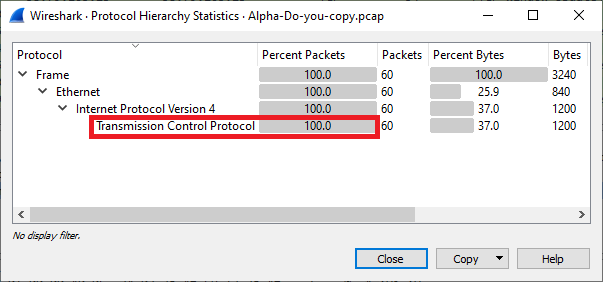 Wireshark · Protocol Hierarchy Statistics · Alpha-Do-you-copy.pcap
Protocol Percent Packets Packets Percent Bytes Bytes
Frame 100.0 60 100.0 3240
Ethernet 100.0 60 25.9 840
Internet Protocol Version 4 100.0 60 37.0 1200
Transmission Control Protocol 100.0 60 37.0 1200
No display filter.
Close Copy Help